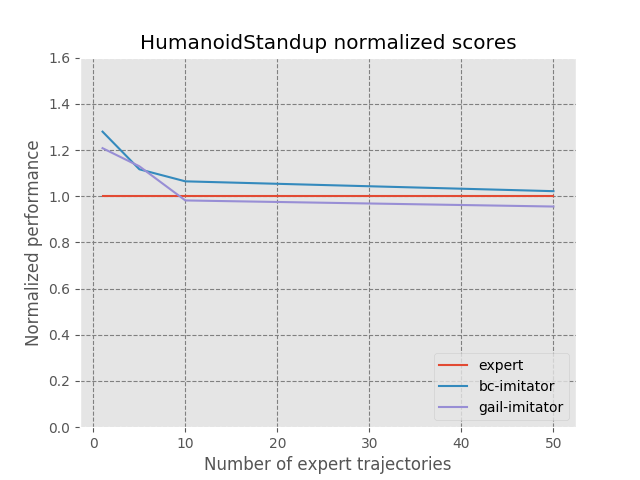 HumanoidStandup normalized scores
1.6
1.4
1.2
1.0
0.8
0.6
0.4
0.2
0.0
Normalized performance
expert
bc-imitator
gail-imitator
0 10 20 30 40 50
Number of expert trajectories